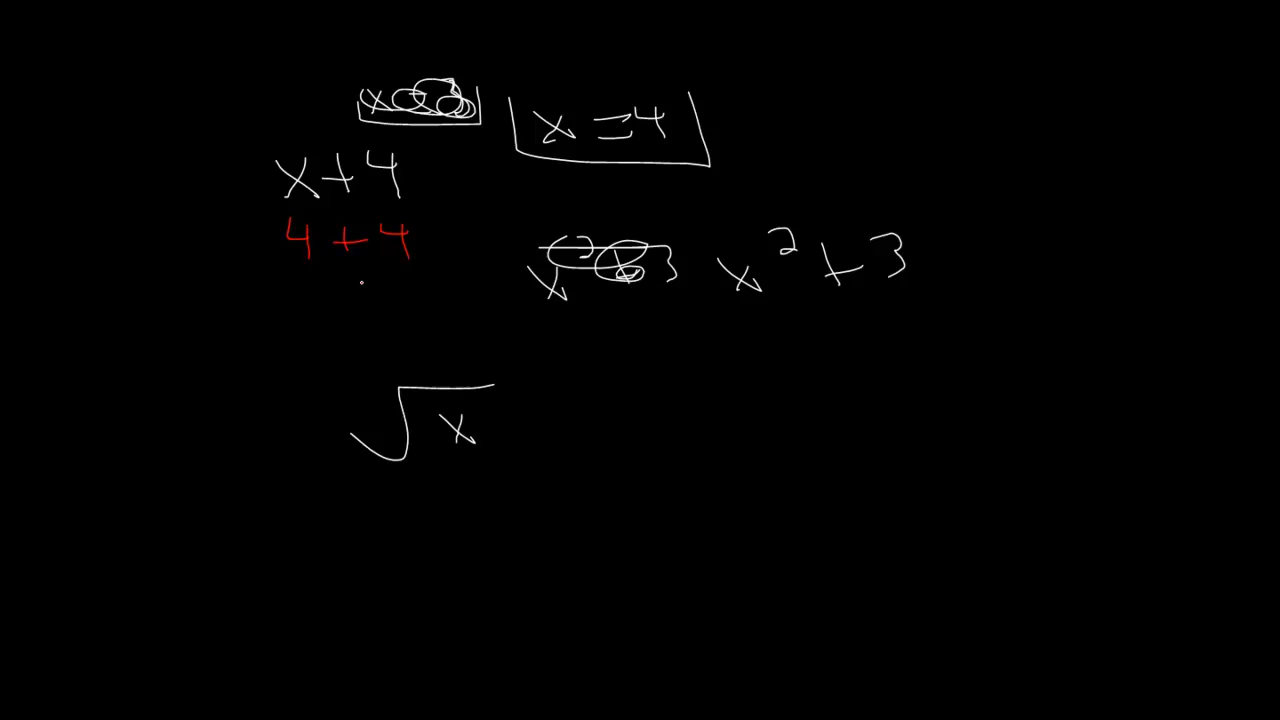 x = 4
x + 4
4 + 4
x² + 3
√x